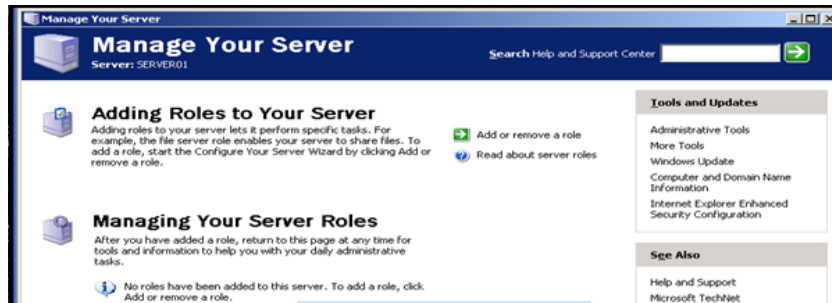 Manage Your Server
Manage Your Server
Server: SERVER01
Search Help and Support Center
Adding Roles to Your Server
Adding roles to your server lets it perform specific tasks. For
example, the file server role enables your server to share files. To
add a role, start the Configure Your Server Wizard by clicking Add or
remove a role.
Add or remove a role
Read about server roles
Managing Your Server Roles
After you have added a role, return to this page at any time for
tools and information to help you with your daily administrative
tasks.
No roles have been added to this server. To add a role, click
Add or remove a role.
Tools and Updates
Administrative Tools
More Tools
Windows Update
Computer and Domain Name
Information
Internet Explorer Enhanced
Security Configuration
See Also
Help and Support
Microsoft TechNet